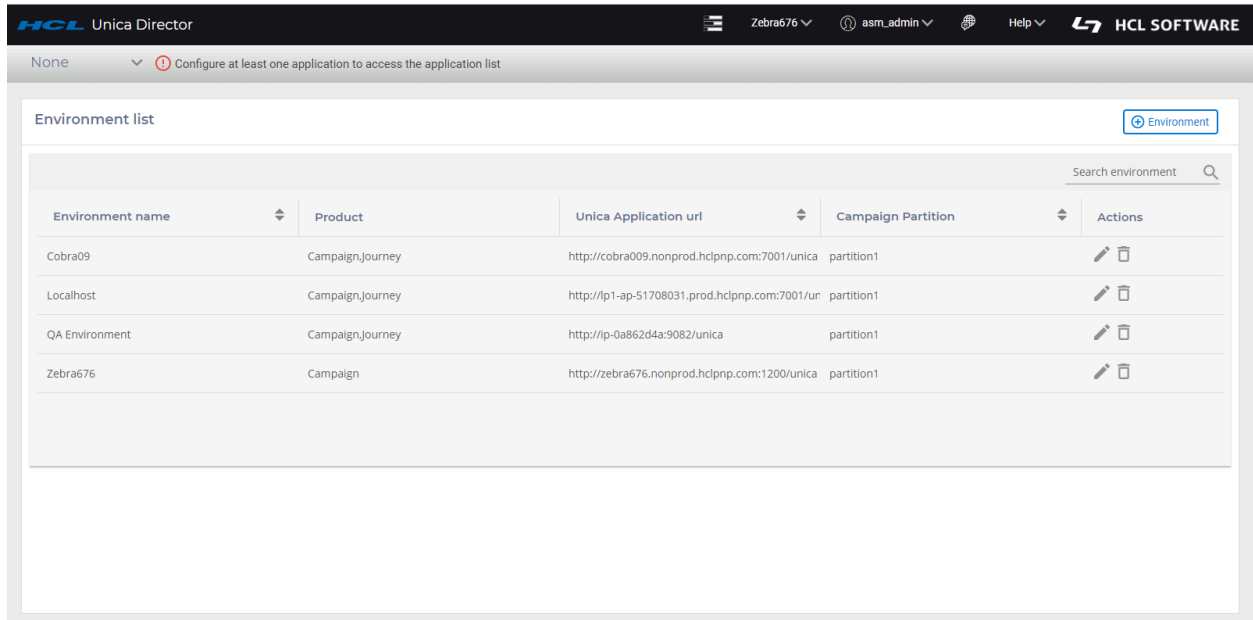 HCL Unica Director Zebra676 asm_admin Help HCL SOFTWARE
None Configure at least one application to access the application list
Environment list Environment
Search environment
Environment name Product Unica Application url Campaign Partition Actions
Cobra09 Campaign,Journey http://cobra009.nonprod.hclpnp.com:7001/unica partition1
Localhost Campaign,Journey http://lp1-ap-51708031.prod.hclpnp.com:7001/un partition1
QA Environment Campaign,Journey http://ip-0a862d4a:9082/unica partition1
Zebra676 Campaign http://zebra676.nonprod.hclpnp.com:1200/unica partition1